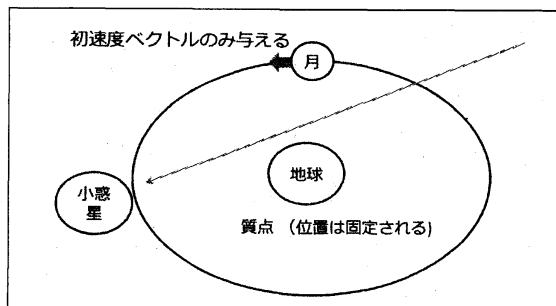 初速度ベクトルのみ与える
月
地球
小惑
星
質点 (位置は固定される)